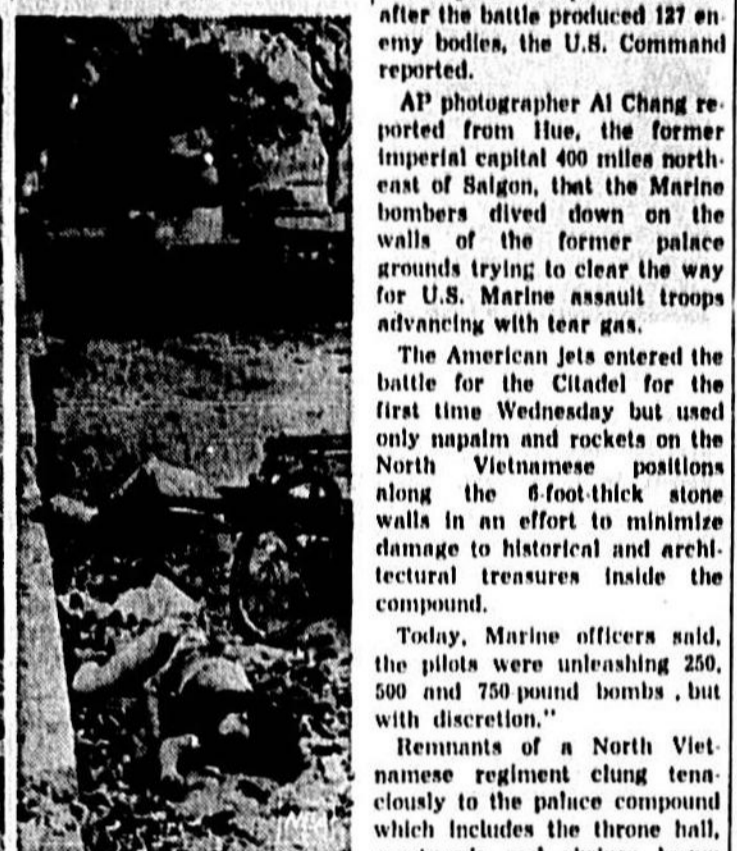 after the battle produced 127 en-
emy bodies, the U.S. Command
reported.
AP photographer Al Chang re-
ported from Hue, the former
imperial capital 400 miles north-
east of Saigon, that the Marine
bombers dived down on the
walls of the former palace
grounds trying to clear the way
for U.S. Marine assault troops
advancing with tear gas.
The American jets entered the
battle for the Citadel for the
first time Wednesday but used
only napalm and rockets on the
North Vietnamese positions
along the 6-foot-thick stone
walls in an effort to minimize
damage to historical and archi-
tectural treasures inside the
compound.
Today, Marine officers said,
the pilots were unleashing 250,
500 and 750-pound bombs , but
with discretion."
Remnants of a North Viet-
namese regiment clung tena-
ciously to the palace compound
which includes the throne hall,
(NEA)